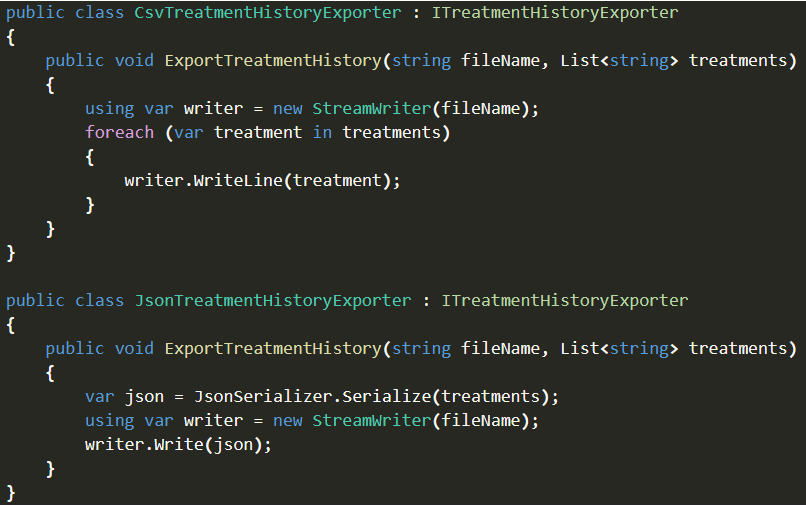 public class CsvTreatmentHistoryExporter : ITreatmentHistoryExporter
{
    public void ExportTreatmentHistory(string fileName, List<string> treatments)
    {
        using var writer = new StreamWriter(fileName);
        foreach (var treatment in treatments)
        {
            writer.WriteLine(treatment);
        }
    }
}

public class JsonTreatmentHistoryExporter : ITreatmentHistoryExporter
{
    public void ExportTreatmentHistory(string fileName, List<string> treatments)
    {
        var json = JsonSerializer.Serialize(treatments);
        using var writer = new StreamWriter(fileName);
        writer.Write(json);
    }
}